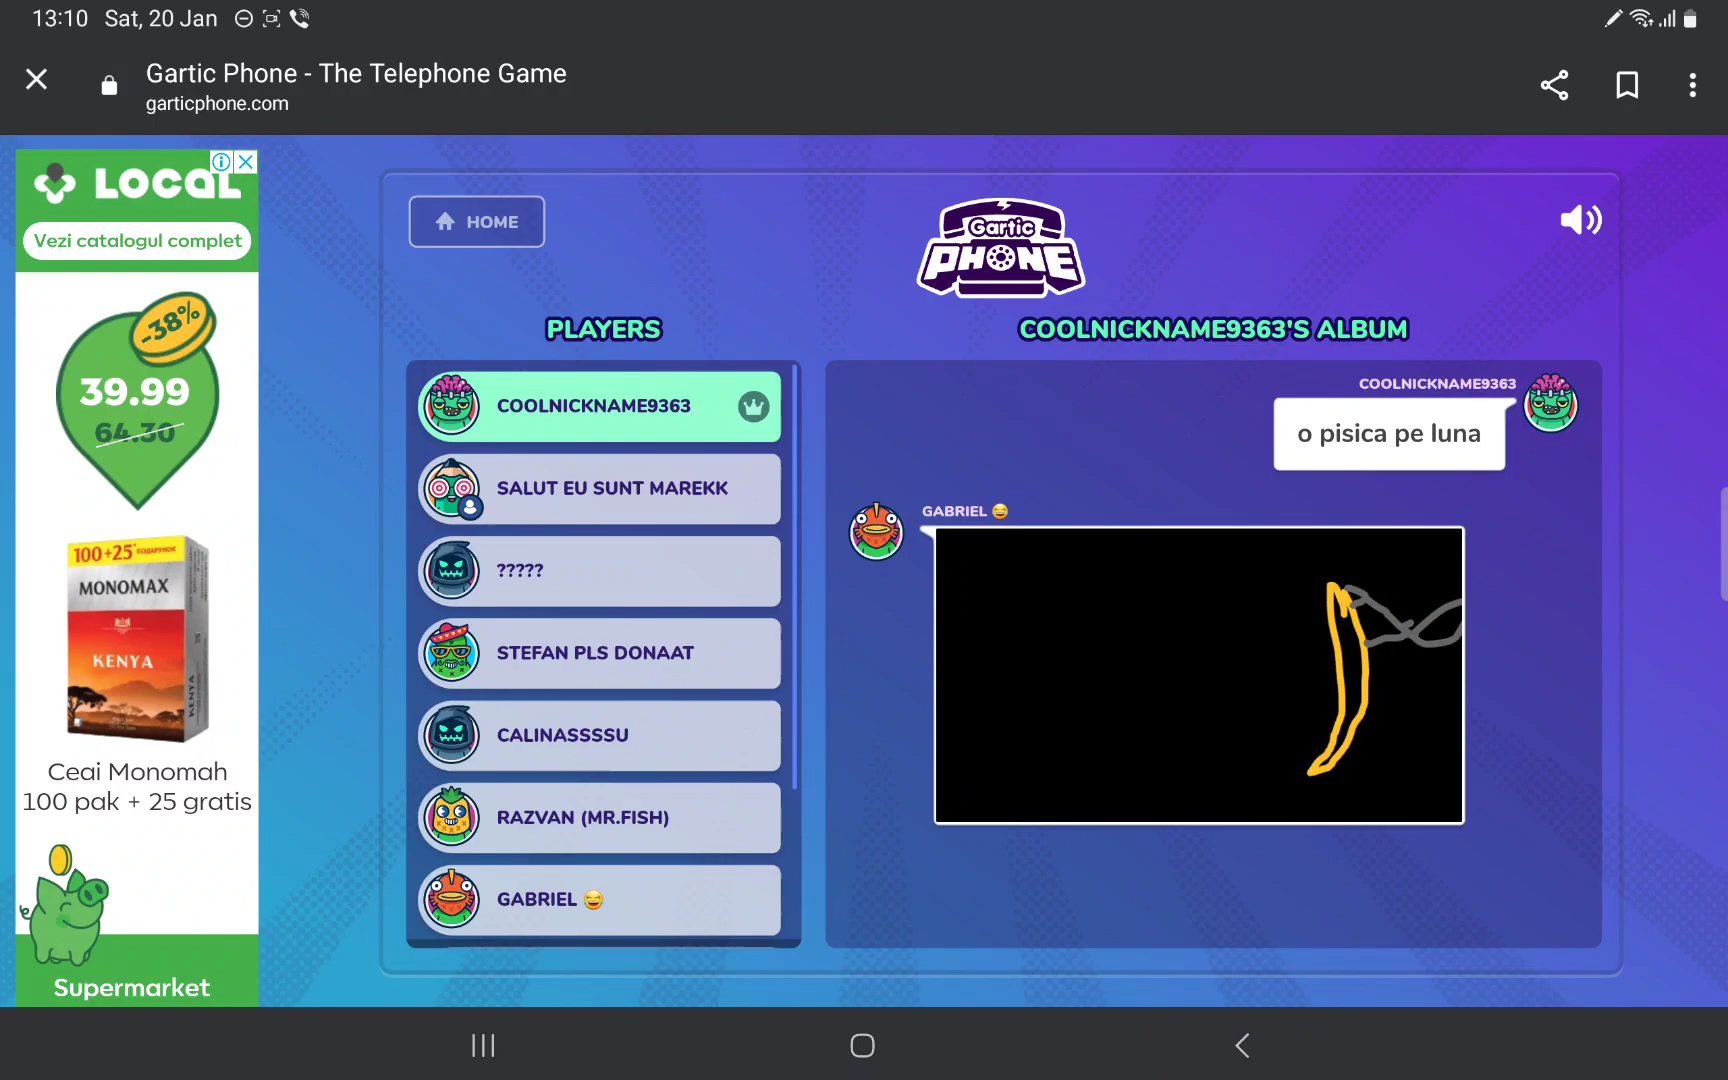 13:10 Sat, 20 Jan
Gartic Phone - The Telephone Game
garticphone.com
LOCAL
Vezi catalogul complet
-38%
39.99
64.30
100+25 ПОДАРУНОК
MONOMAX
KENYA
KENYA
Ceai Monomah
100 pak + 25 gratis
Supermarket
HOME
Gartic
PHONE
PLAYERS
COOLNICKNAME9363
SALUT EU SUNT MAREKK
?????
STEFAN PLS DONAAT
CALINASSSSU
RAZVAN (MR.FISH)
GABRIEL 😂
COOLNICKNAME9363'S ALBUM
COOLNICKNAME9363
o pisica pe luna
GABRIEL 😂